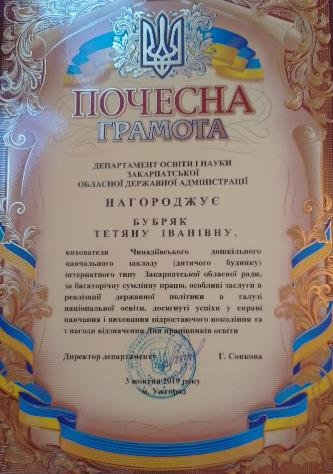 ПОЧЕСНА
ГРАМОТА
ДЕПАРТАМЕНТ ОСВІТИ І НАУКИ
ЗАКАРПАТСЬКОЇ
ОБЛАСНОЇ ДЕРЖАВНОЇ АДМІНІСТРАЦІЇ
НАГОРОДЖУЄ
БУБРЯК
ТЕТЯНУ ІВАНІВНУ,
вихователя Чинадіївського дошкільного
навчального закладу (дитячого будинку)
інтернатного типу Закарпатської обласної ради,
за багаторічну сумлінну працю, особливі заслуги в
реалізації державної політики в галузі
національної освіти, досягнуті успіхи у справі
навчання і виховання підростаючого покоління та
з нагоди відзначення Дня працівників освіти
Директор департаменту Г. Сопкова
3 жовтня 2019 року
м. Ужгород